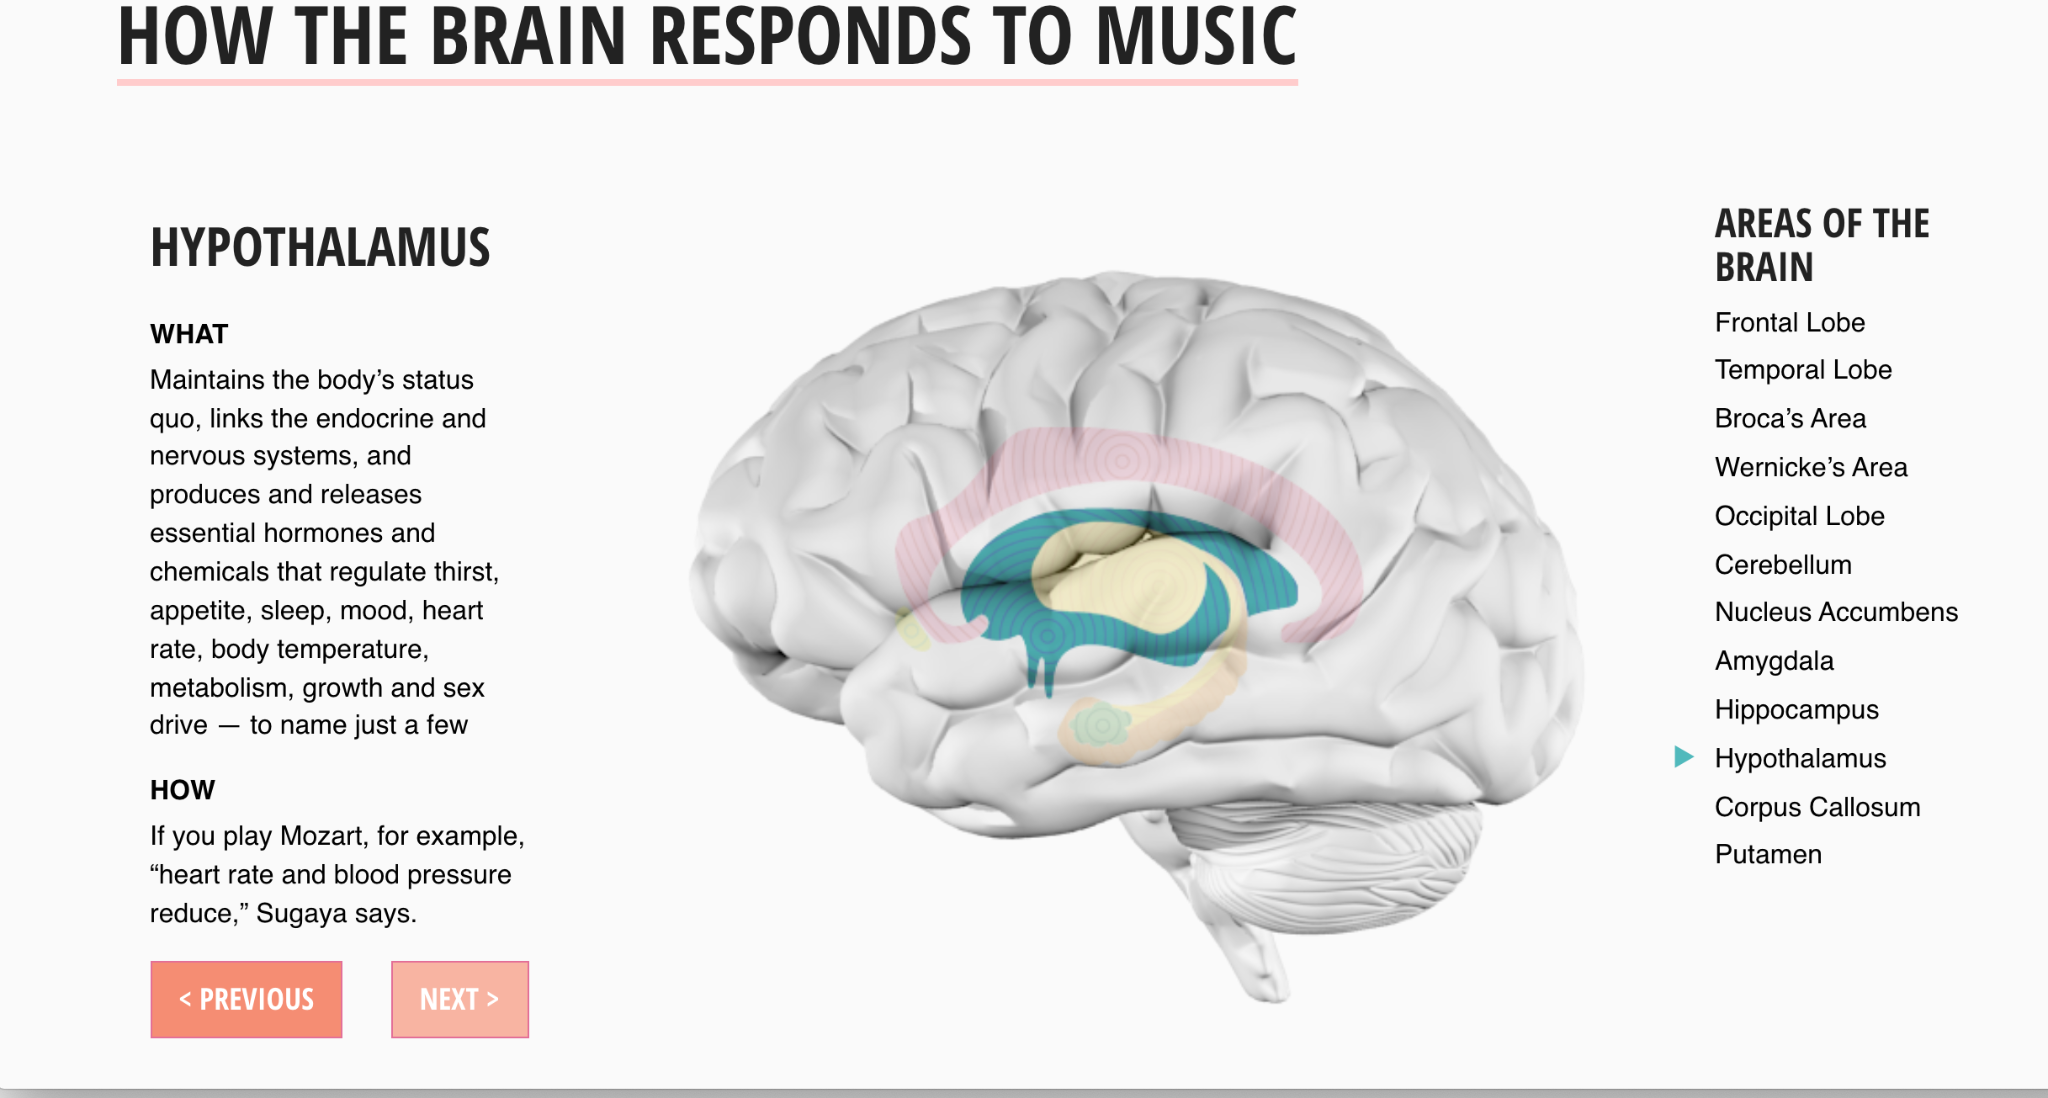 HOW THE BRAIN RESPONDS TO MUSIC
HYPOTHALAMUS
WHAT
Maintains the body’s status
quo, links the endocrine and
nervous systems, and
produces and releases
essential hormones and
chemicals that regulate thirst,
appetite, sleep, mood, heart
rate, body temperature,
metabolism, growth and sex
drive — to name just a few
HOW
If you play Mozart, for example,
“heart rate and blood pressure
reduce,” Sugaya says.
< PREVIOUS
NEXT >
AREAS OF THE
BRAIN
Frontal Lobe
Temporal Lobe
Broca’s Area
Wernicke’s Area
Occipital Lobe
Cerebellum
Nucleus Accumbens
Amygdala
Hippocampus
Hypothalamus
Corpus Callosum
Putamen